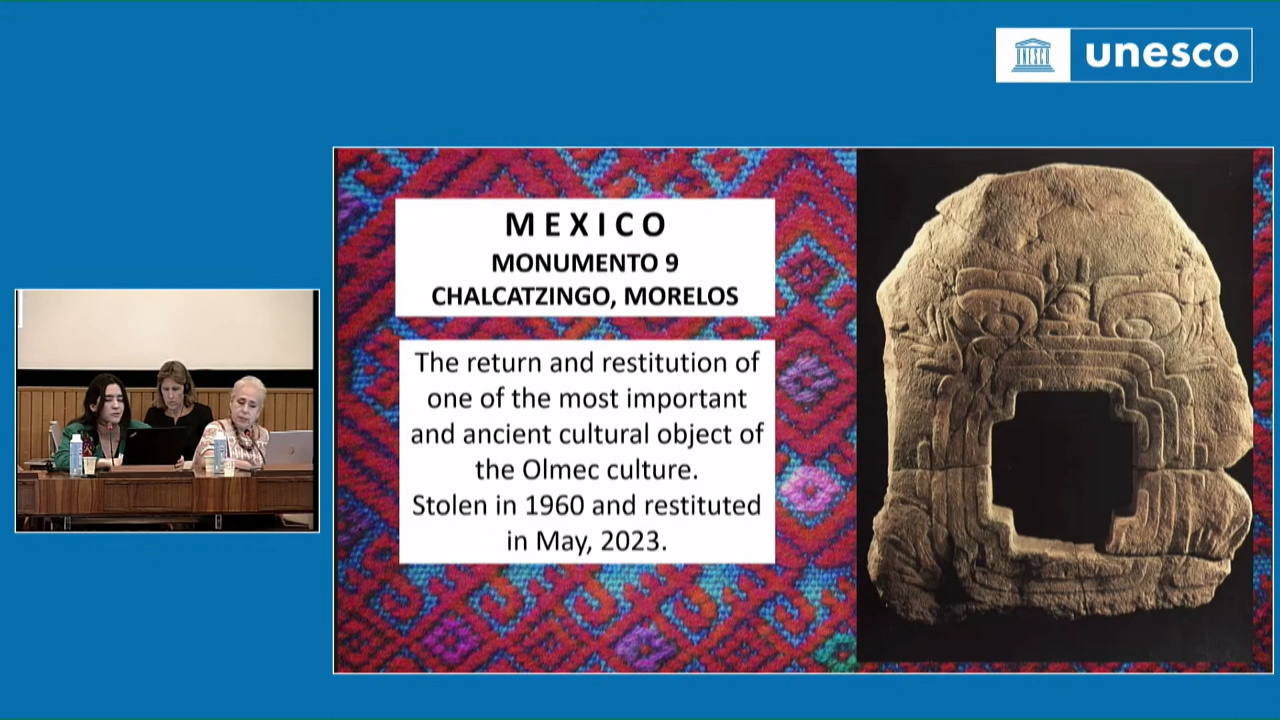 unesco
MEXICO
MONUMENTO 9
CHALCATZINGO, MORELOS
The return and restitution of
one of the most important
and ancient cultural object of
the Olmec culture.
Stolen in 1960 and restituted
in May, 2023.